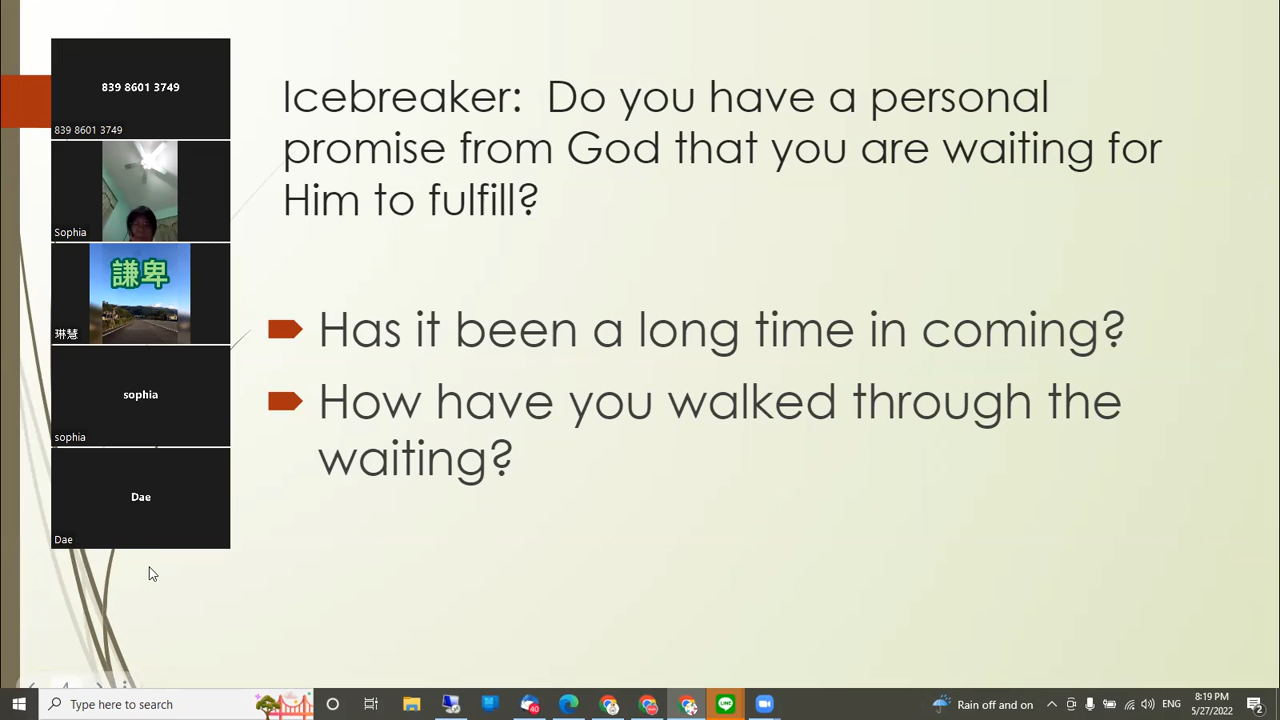 839 8601 3749
839 8601 3749
Sophia
謙卑
琳慧
sophia
sophia
Dae
Dae
Icebreaker: Do you have a personal
promise from God that you are waiting for
Him to fulfill?
Has it been a long time in coming?
How have you walked through the
waiting?
Type here to search
40
LINE
Rain off and on
ENG
8:19 PM
5/27/2022
2